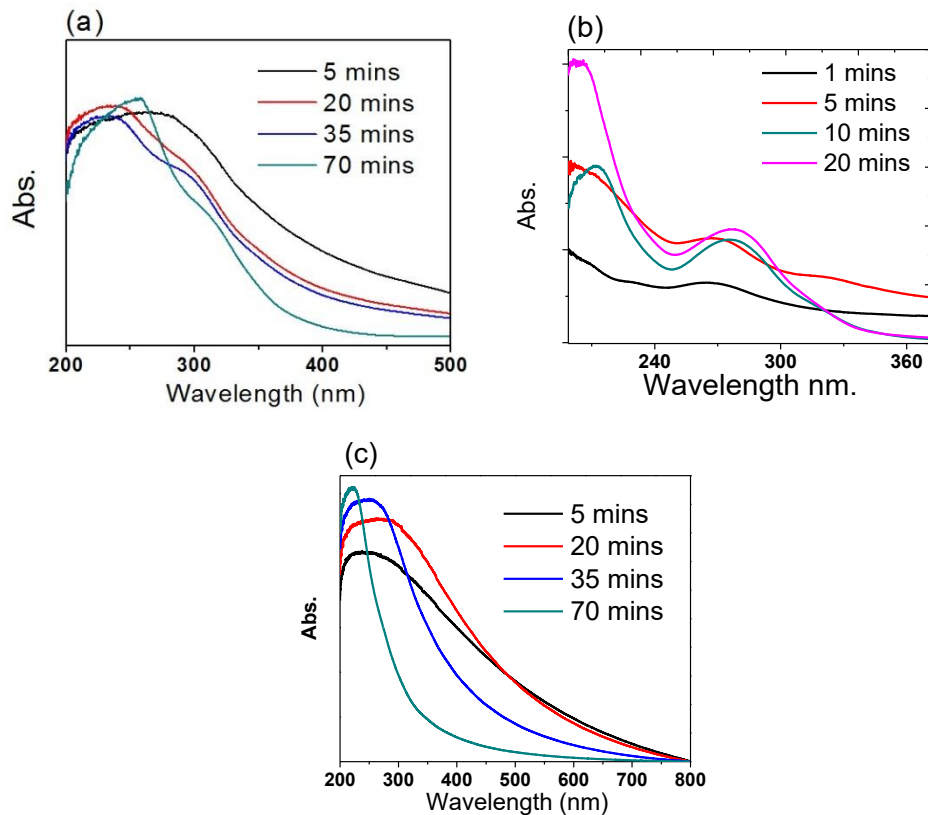 (a)
5 mins
20 mins
35 mins
70 mins
Abs.
200 300 400 500
Wavelength (nm)
(b)
1 mins
5 mins
10 mins
20 mins
Abs.
240 300 360
Wavelength nm.
(c)
5 mins
20 mins
35 mins
70 mins
Abs.
200 300 400 500 600 700 800
Wavelength (nm)